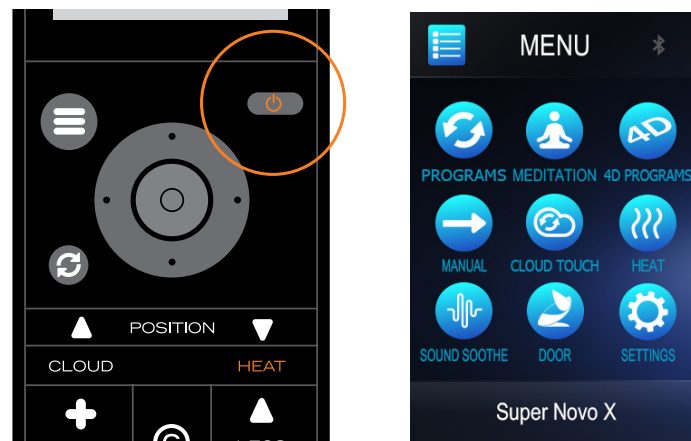 POSITION
CLOUD HEAT
MENU
PROGRAMS MEDITATION 4D PROGRAMS
MANUAL CLOUD TOUCH HEAT
SOUND SOOTHE DOOR SETTINGS
Super Novo X